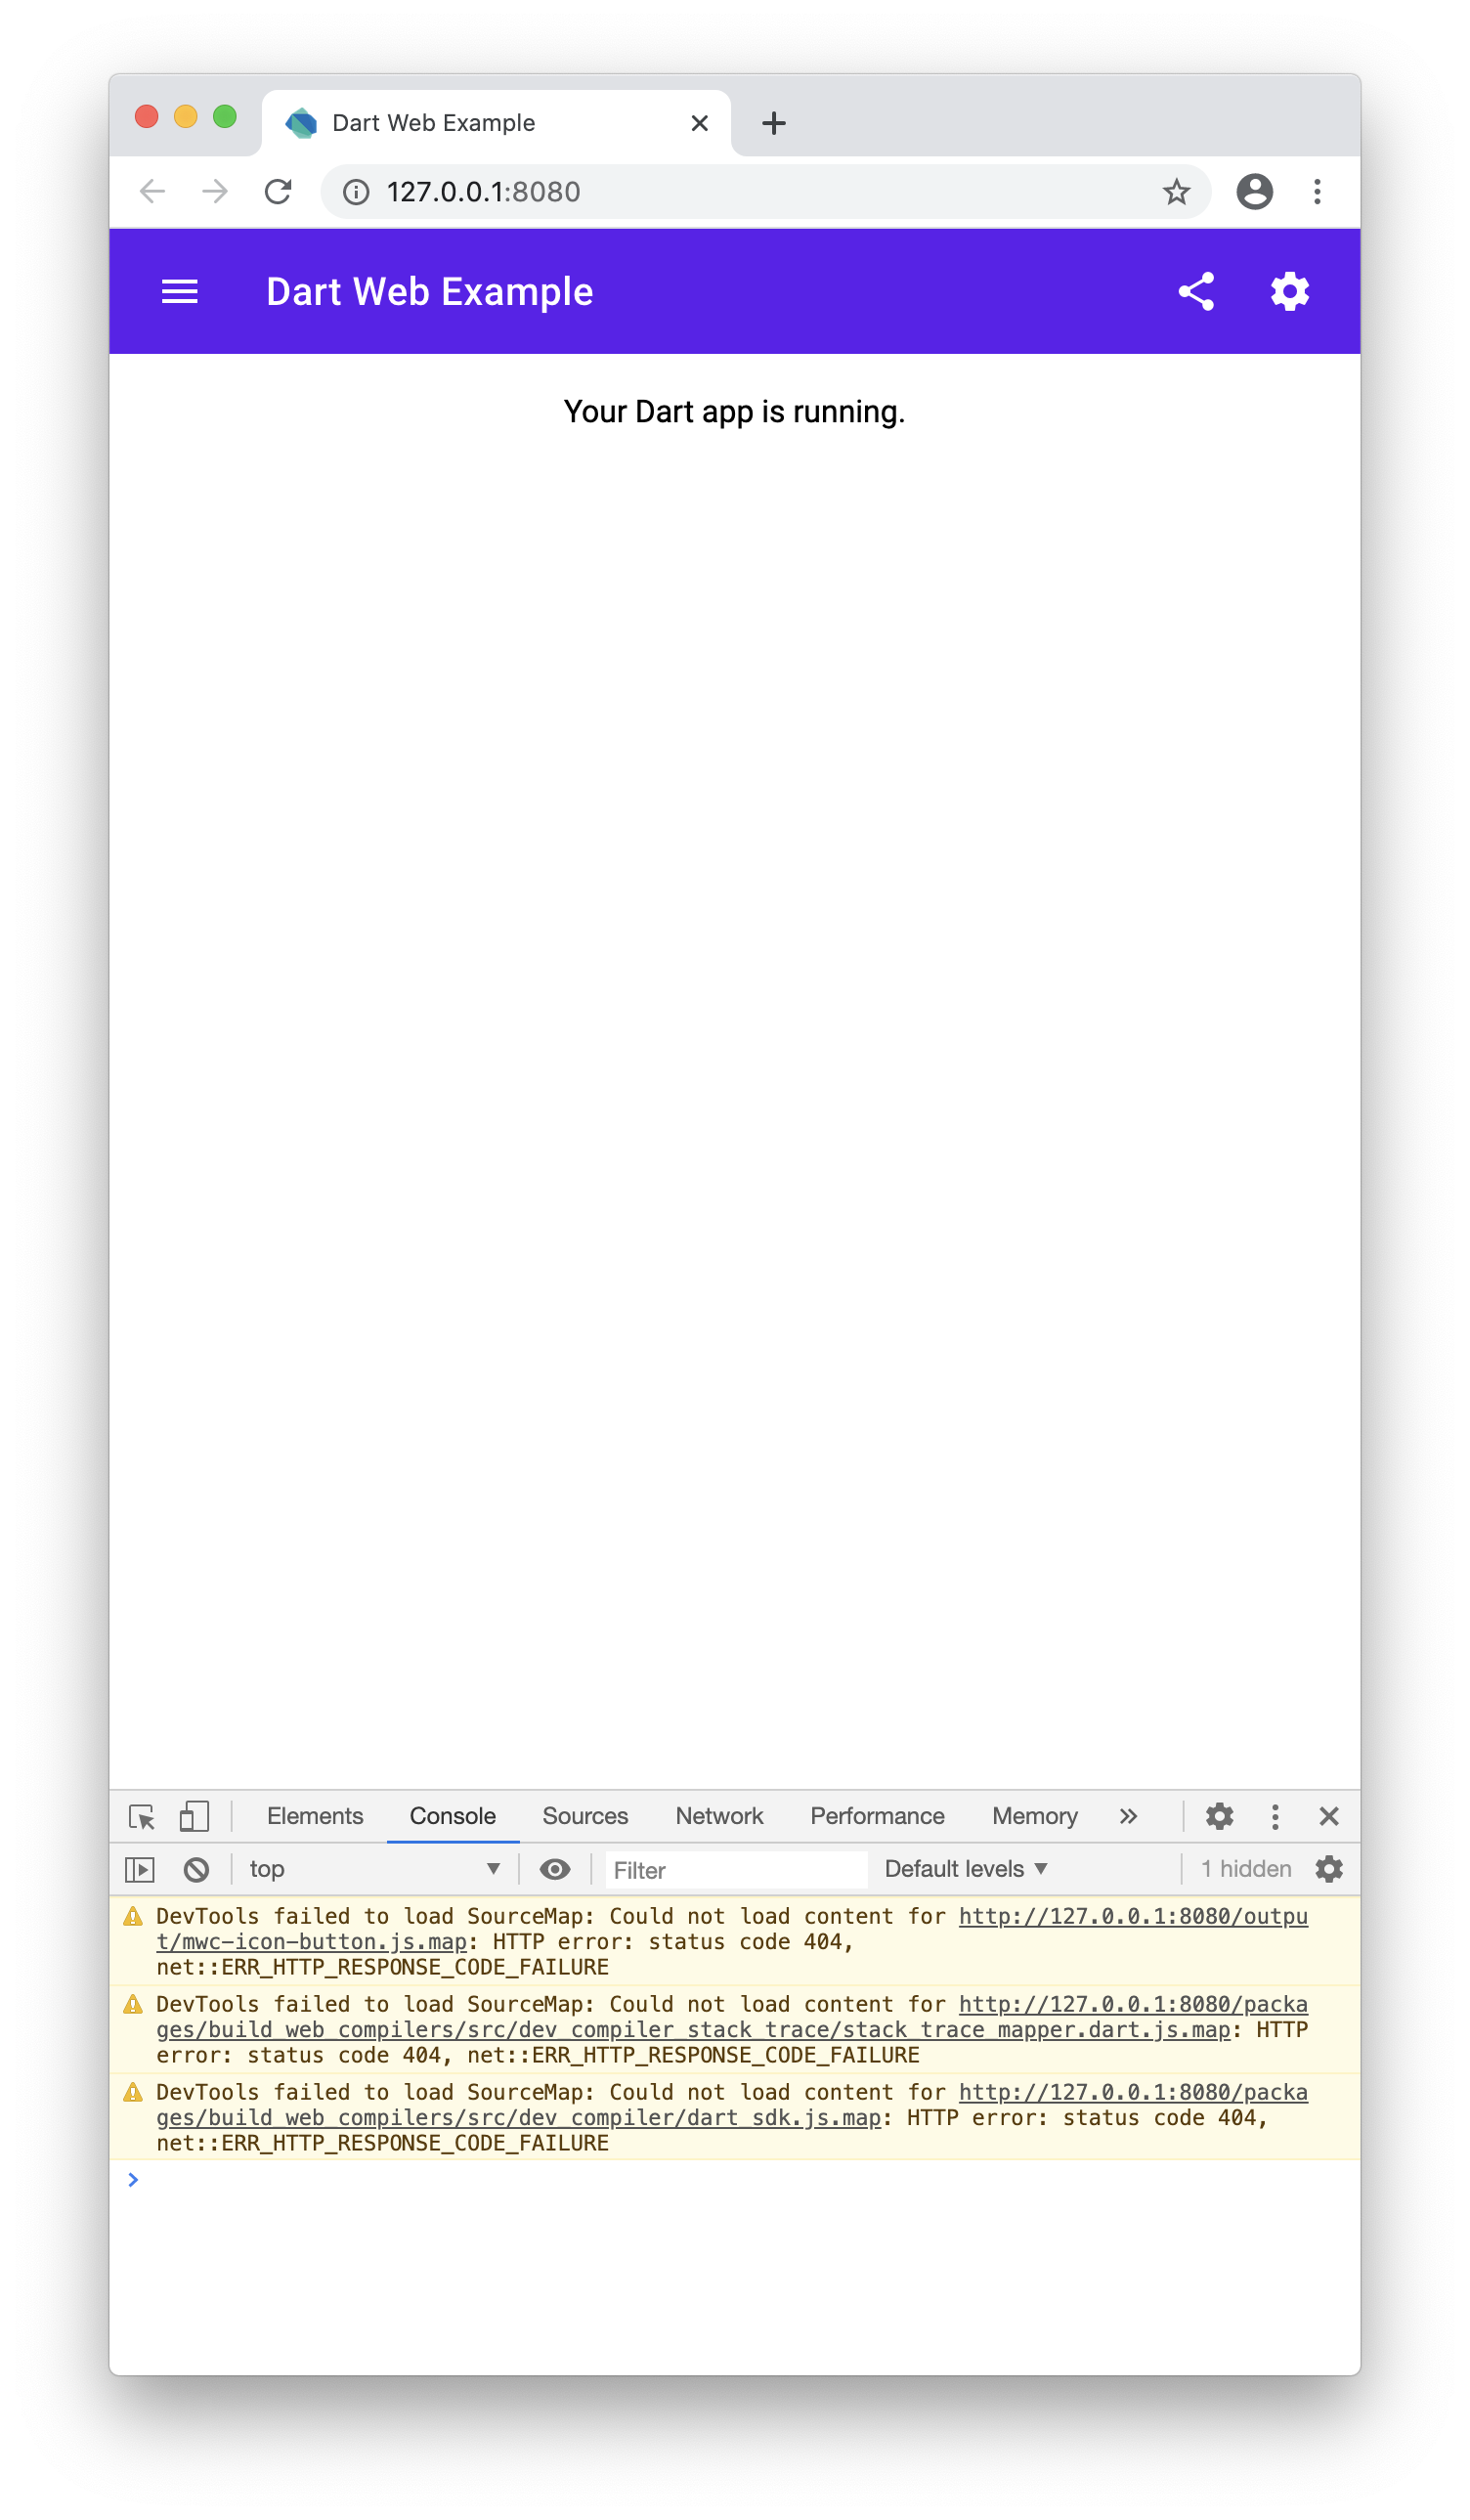 Dart Web Example
127.0.0.1:8080
Dart Web Example
Your Dart app is running.
Elements Console Sources Network Performance Memory
top Filter Default levels 1 hidden
DevTools failed to load SourceMap: Could not load content for http://127.0.0.1:8080/outpu
t/mwc-icon-button.js.map: HTTP error: status code 404,
net::ERR_HTTP_RESPONSE_CODE_FAILURE
DevTools failed to load SourceMap: Could not load content for http://127.0.0.1:8080/packa
ges/build_web_compilers/src/dev_compiler_stack_trace/stack_trace_mapper.dart.js.map: HTTP
error: status code 404, net::ERR_HTTP_RESPONSE_CODE_FAILURE
DevTools failed to load SourceMap: Could not load content for http://127.0.0.1:8080/packa
ges/build_web_compilers/src/dev_compiler/dart_sdk.js.map: HTTP error: status code 404,
net::ERR_HTTP_RESPONSE_CODE_FAILURE